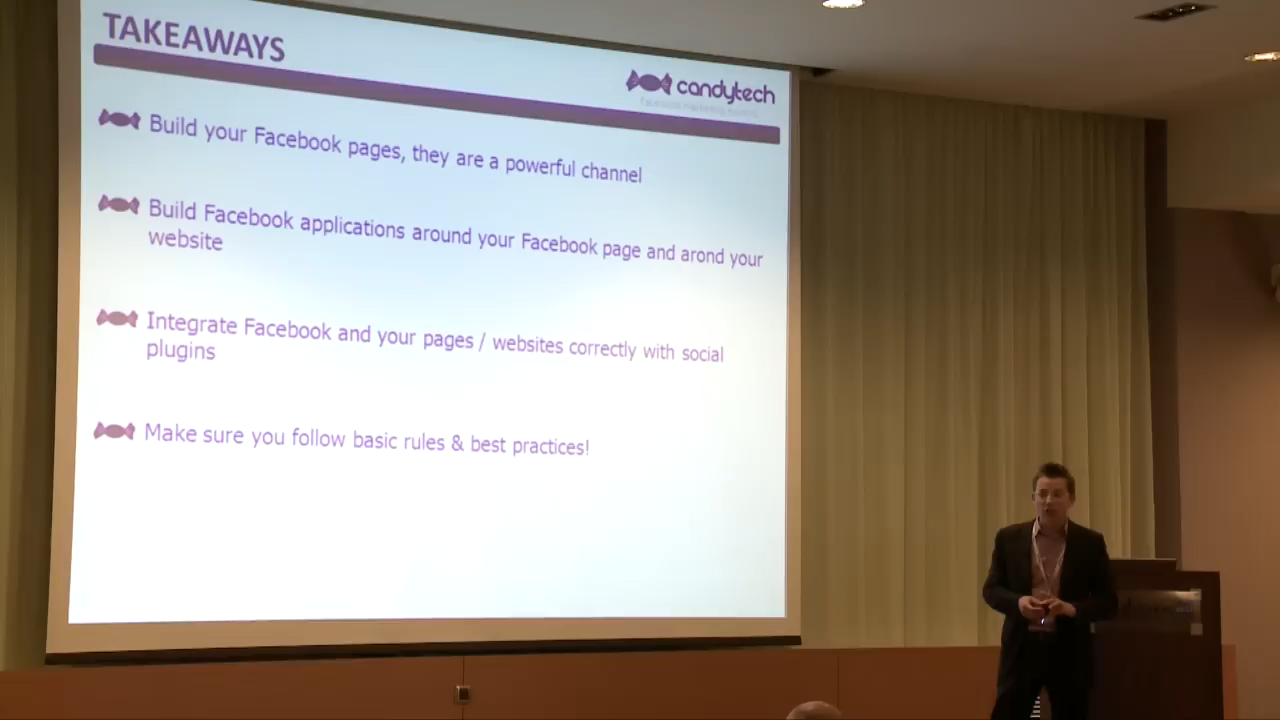 TAKEAWAYS
candytech
Build your Facebook pages, they are a powerful channel
Build Facebook applications around your Facebook page and arond your
website
Integrate Facebook and your pages / websites correctly with social
plugins
Make sure you follow basic rules & best practices!